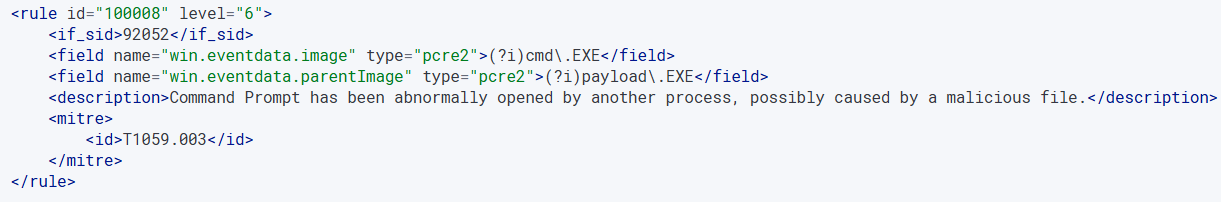 <rule id="100008" level="6">
    <if_sid>92052</if_sid>
    <field name="win.eventdata.image" type="pcre2">(?i)cmd\.EXE</field>
    <field name="win.eventdata.parentImage" type="pcre2">(?i)payload\.EXE</field>
    <description>Command Prompt has been abnormally opened by another process, possibly caused by a malicious file.</description>
    <mitre>
        <id>T1059.003</id>
    </mitre>
</rule>